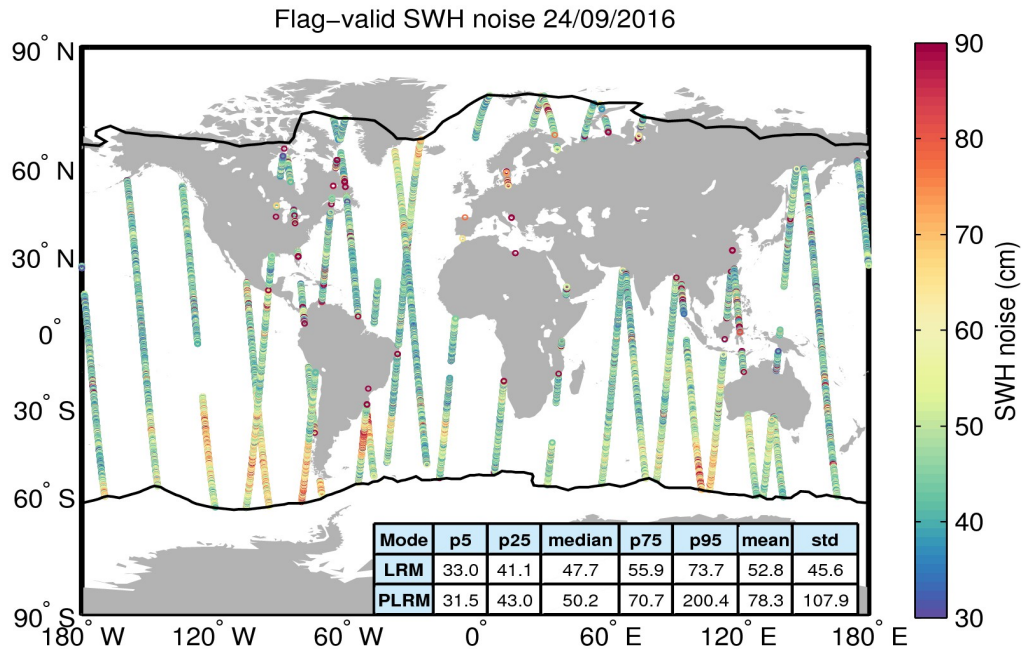 Flag-valid SWH noise 24/09/2016
90° N
60° N
30° N
0°
30° S
60° S
90° S
180° W
120° W
60° W
0°
60° E
120° E
180° E
Mode p5 p25 median p75 p95 mean std
LRM 33.0 41.1 47.7 55.9 73.7 52.8 45.6
PLRM 31.5 43.0 50.2 70.7 200.4 78.3 107.9
90
80
70
60
50
40
30
SWH noise (cm)